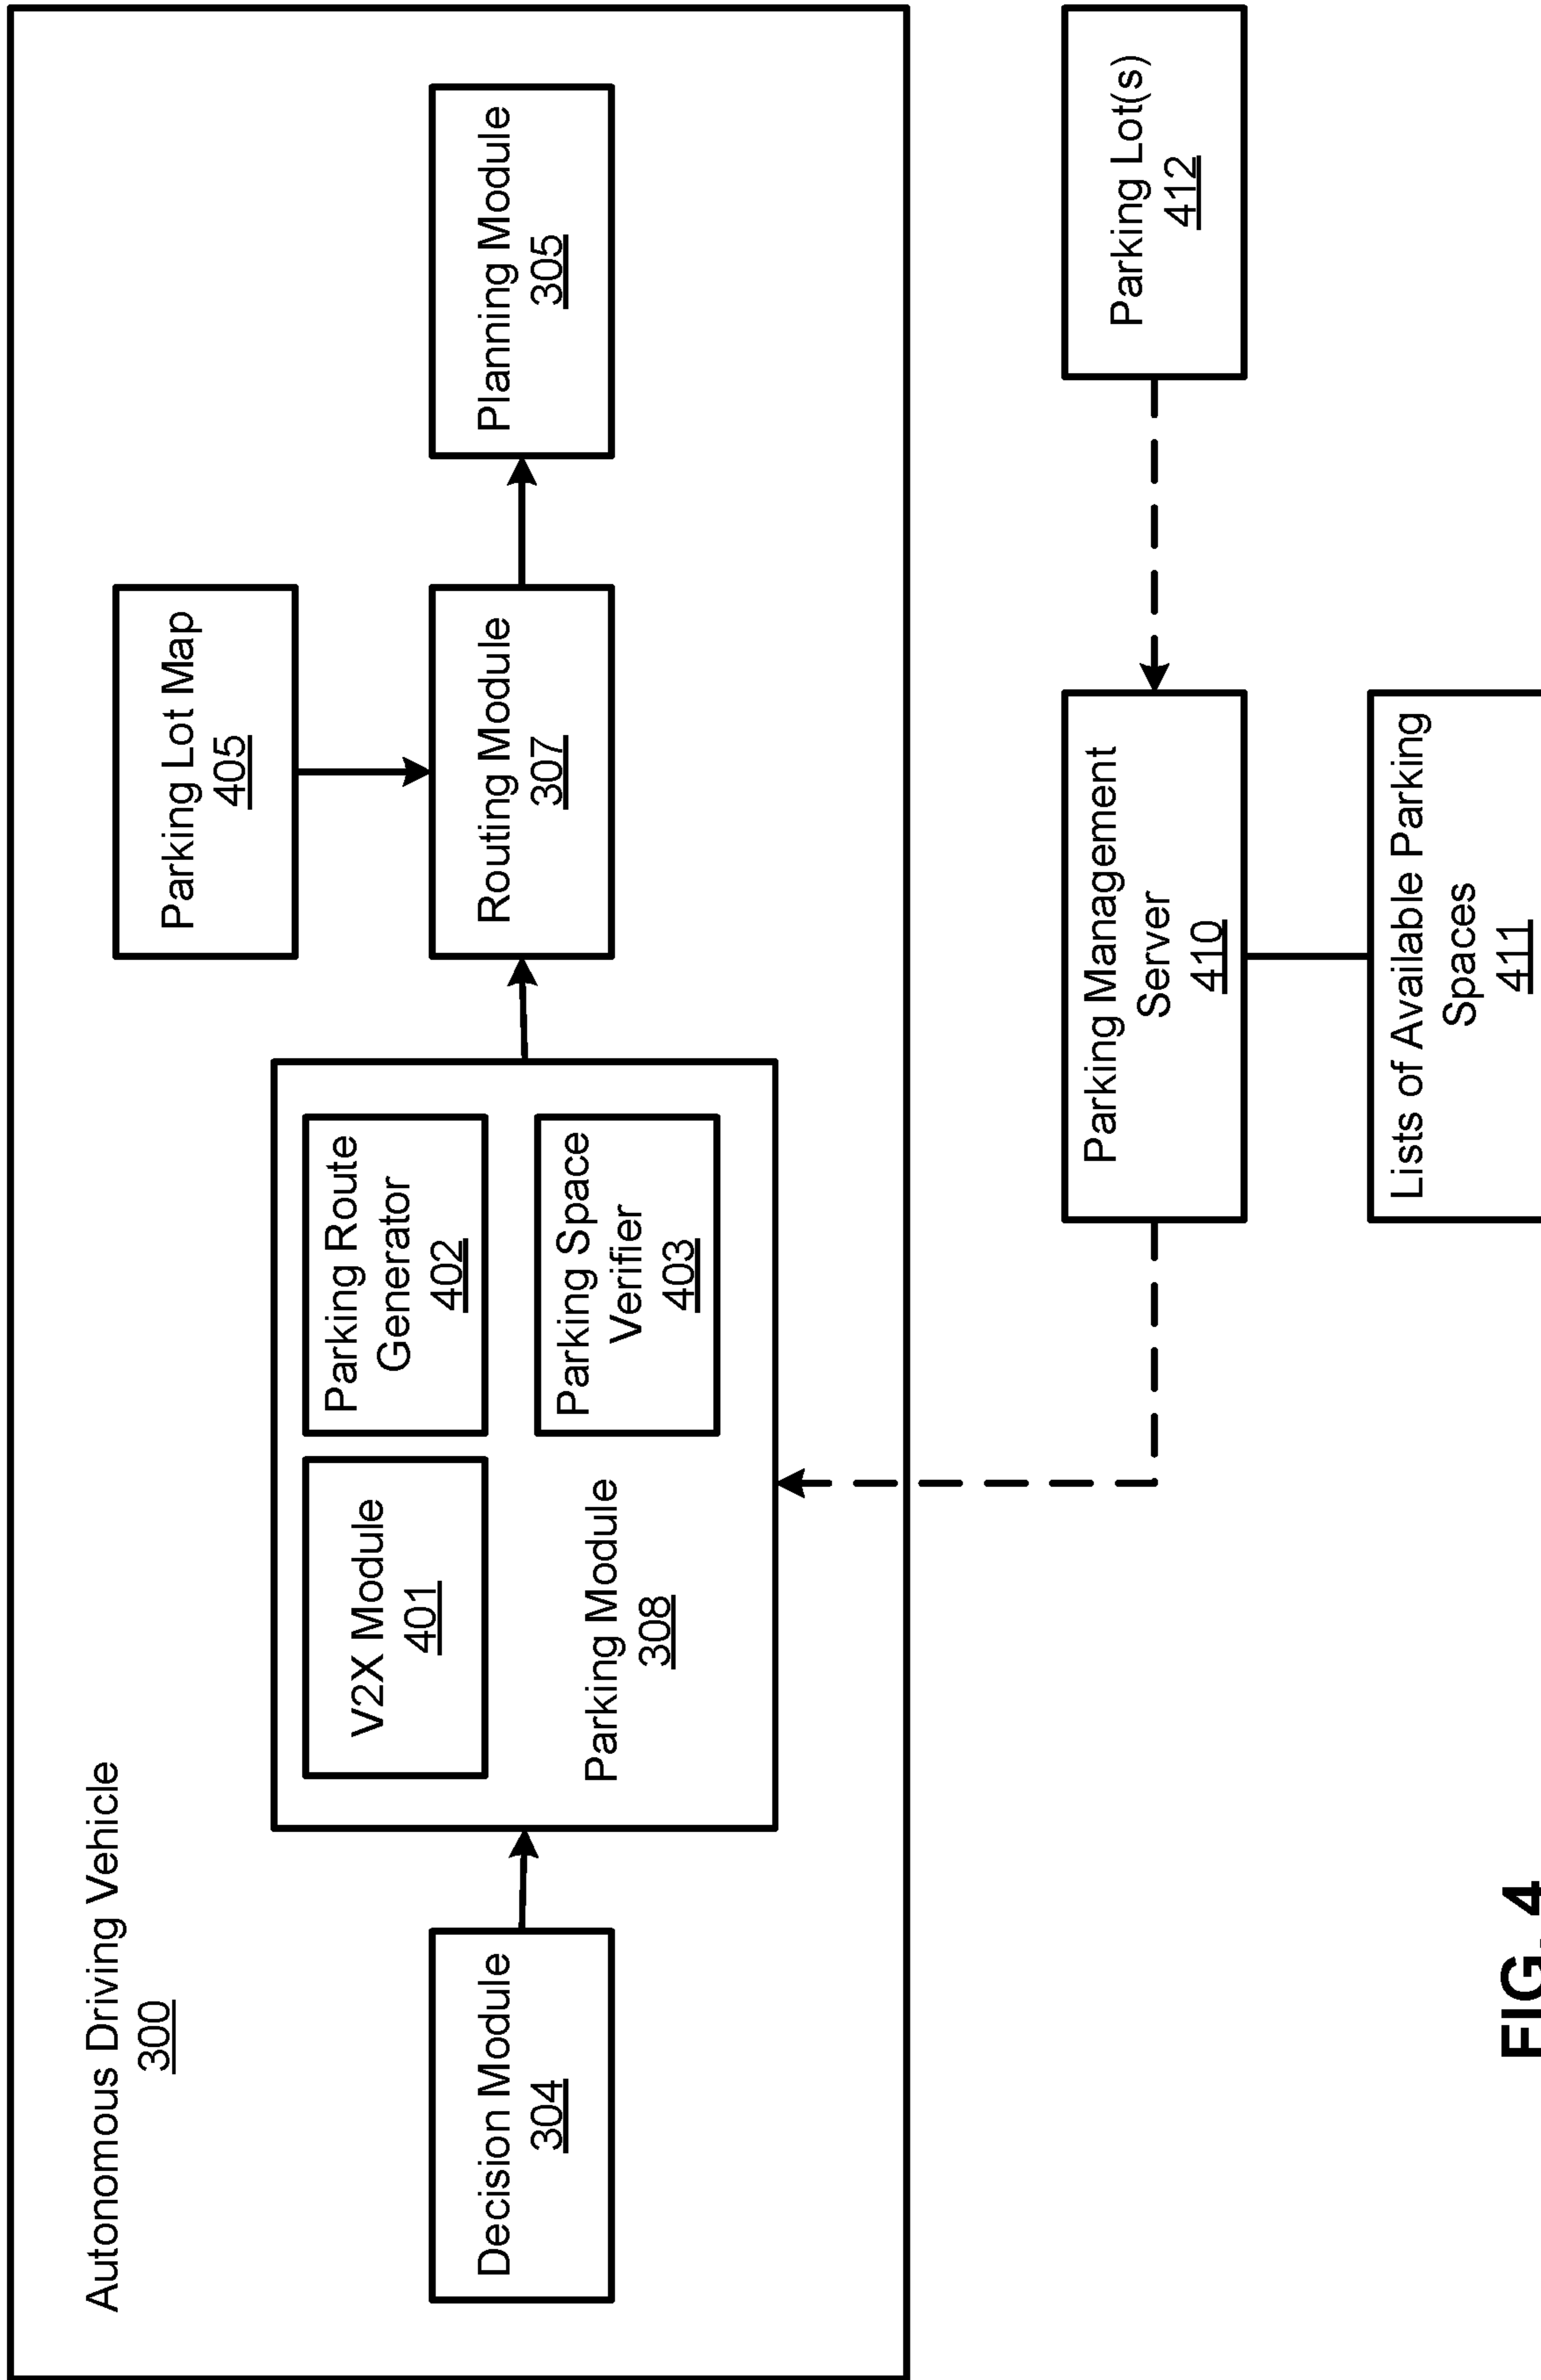 Autonomous Driving Vehicle
300
Parking Lot Map
405
Decision Module
304
V2X Module
401
Parking Route
Generator
402
Parking Module
308
Parking Space
Verifier
403
Routing Module
307
Planning Module
305
Parking Management
Server
410
Parking Lot(s)
412
Lists of Available Parking
Spaces
411
FIG. 4